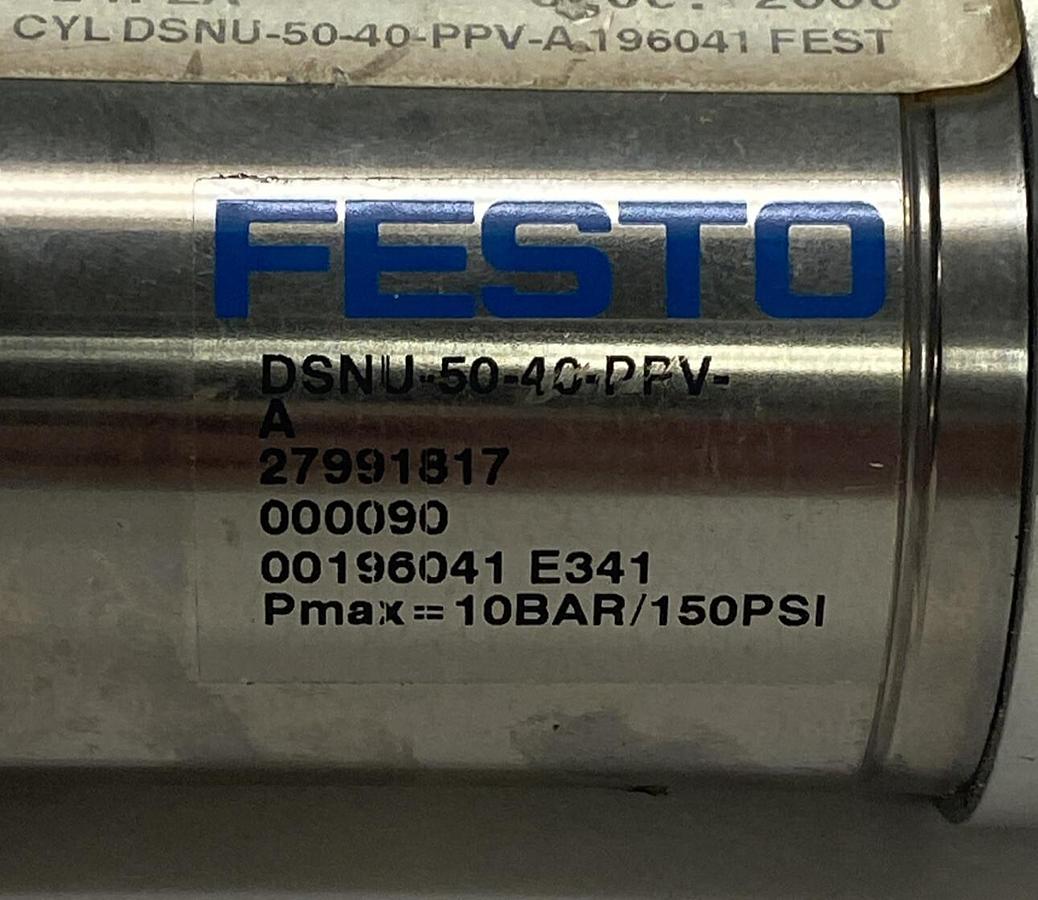 CYL DSNU-50-40-PPV-A 196041 FEST
FESTO
DSNU-50-40-PPV-
A
27991817
000090
00196041 E341
Pmax=10BAR/150PSI